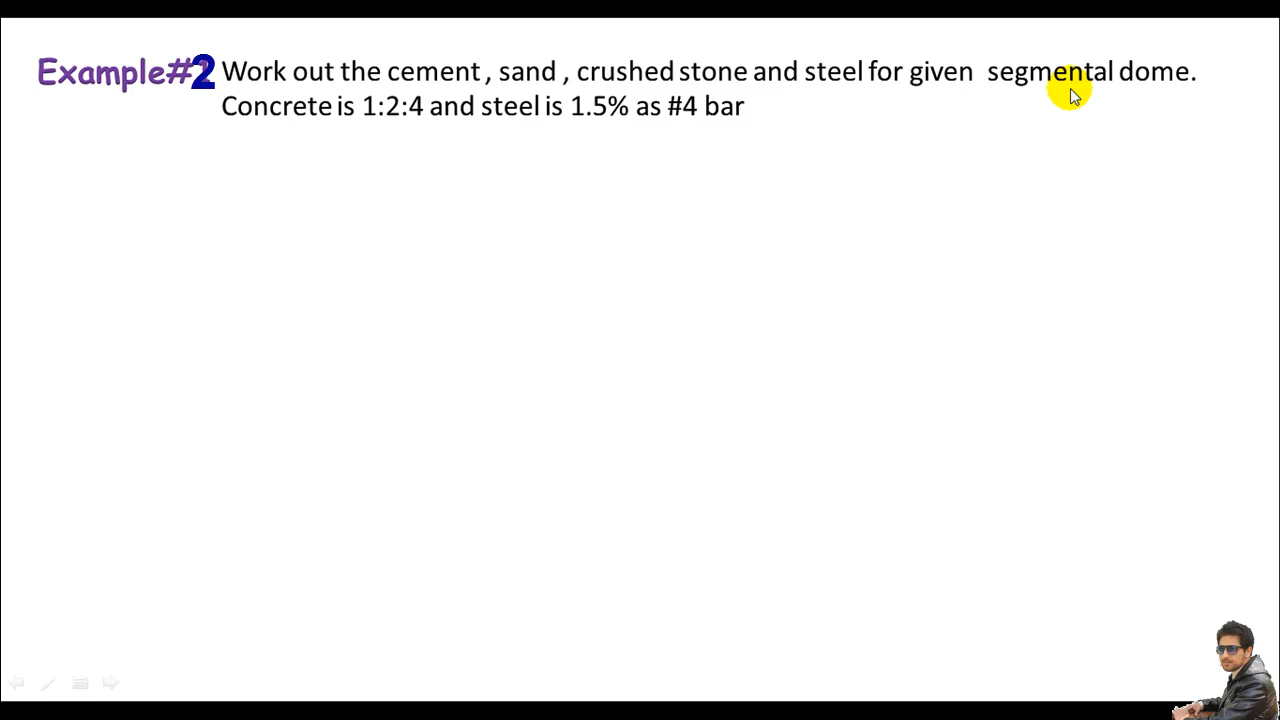 Example#2 Work out the cement , sand , crushed stone and steel for given segmental dome.
Concrete is 1:2:4 and steel is 1.5% as #4 bar